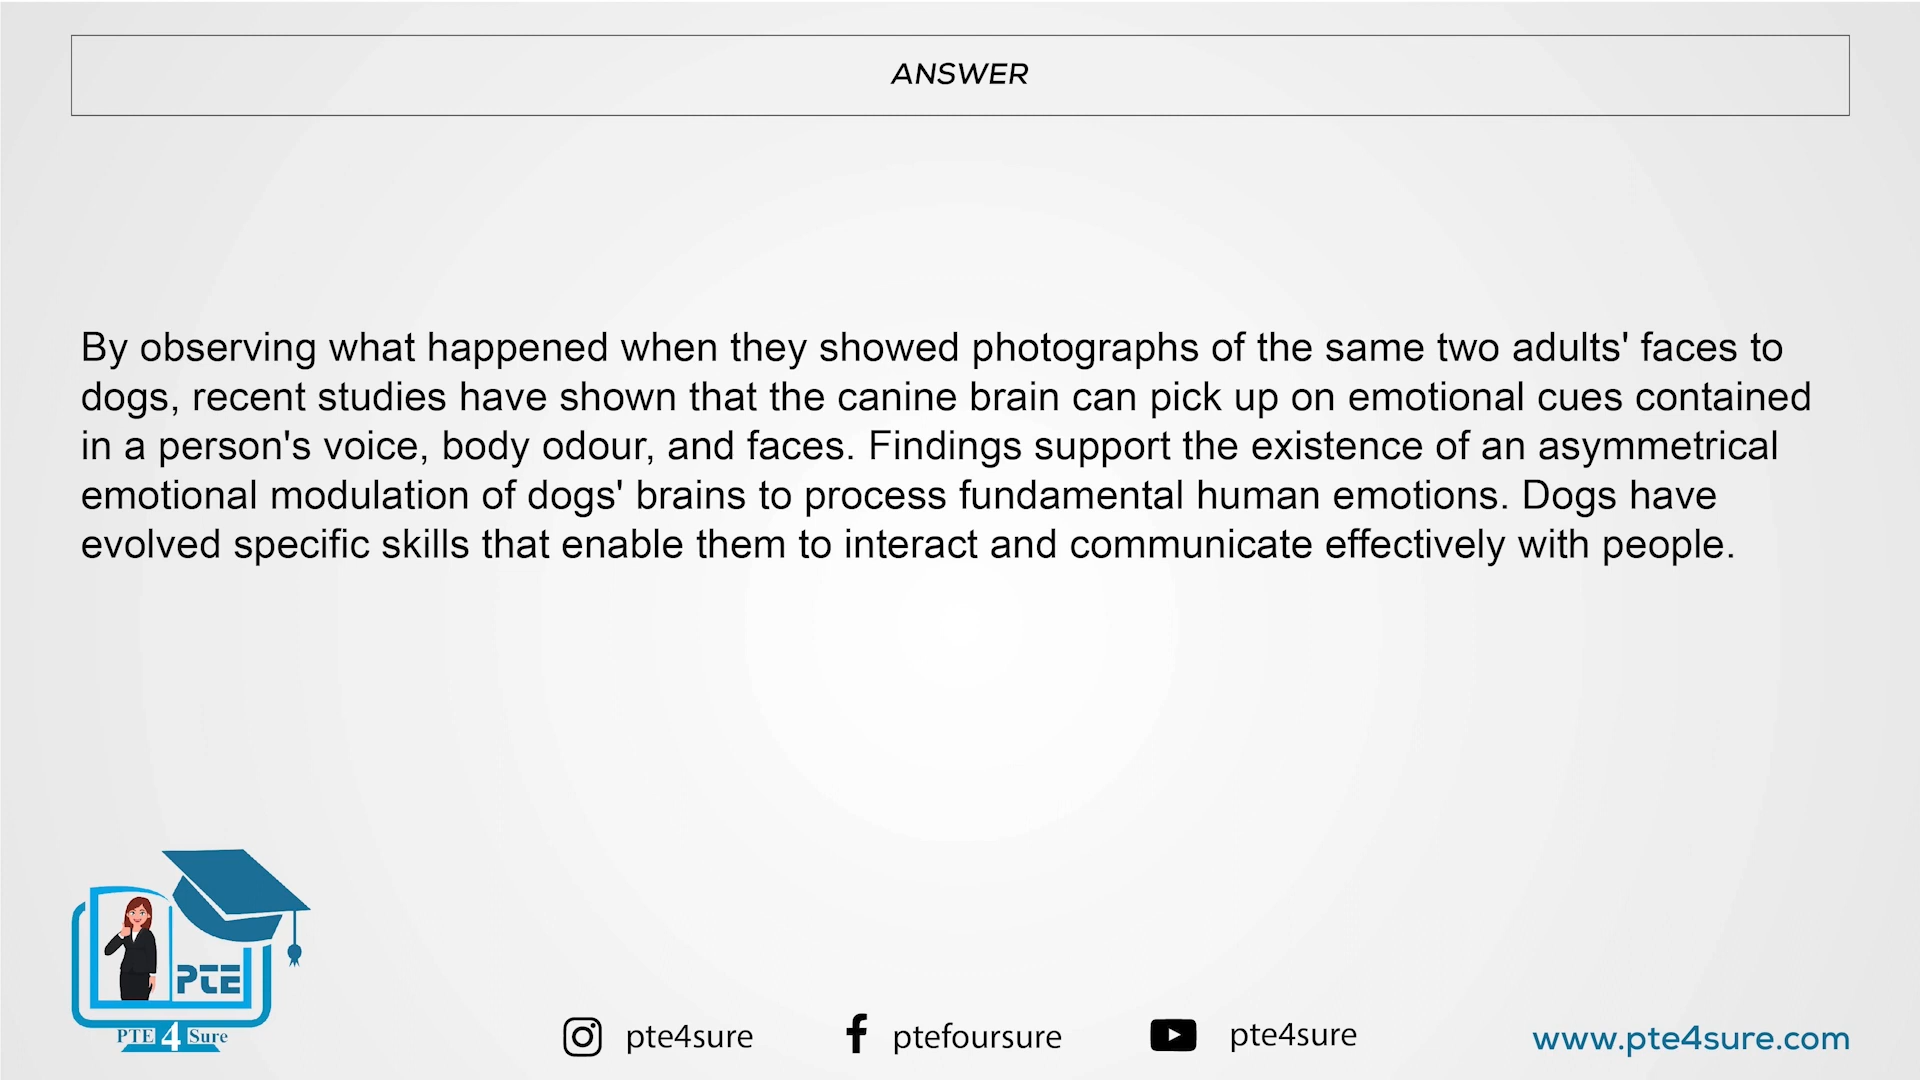 ANSWER
By observing what happened when they showed photographs of the same two adults' faces to
dogs, recent studies have shown that the canine brain can pick up on emotional cues contained
in a person's voice, body odour, and faces. Findings support the existence of an asymmetrical
emotional modulation of dogs' brains to process fundamental human emotions. Dogs have
evolved specific skills that enable them to interact and communicate effectively with people.
PTE
PTE 4 Sure
pte4sure
ptefoursure
pte4sure
www.pte4sure.com